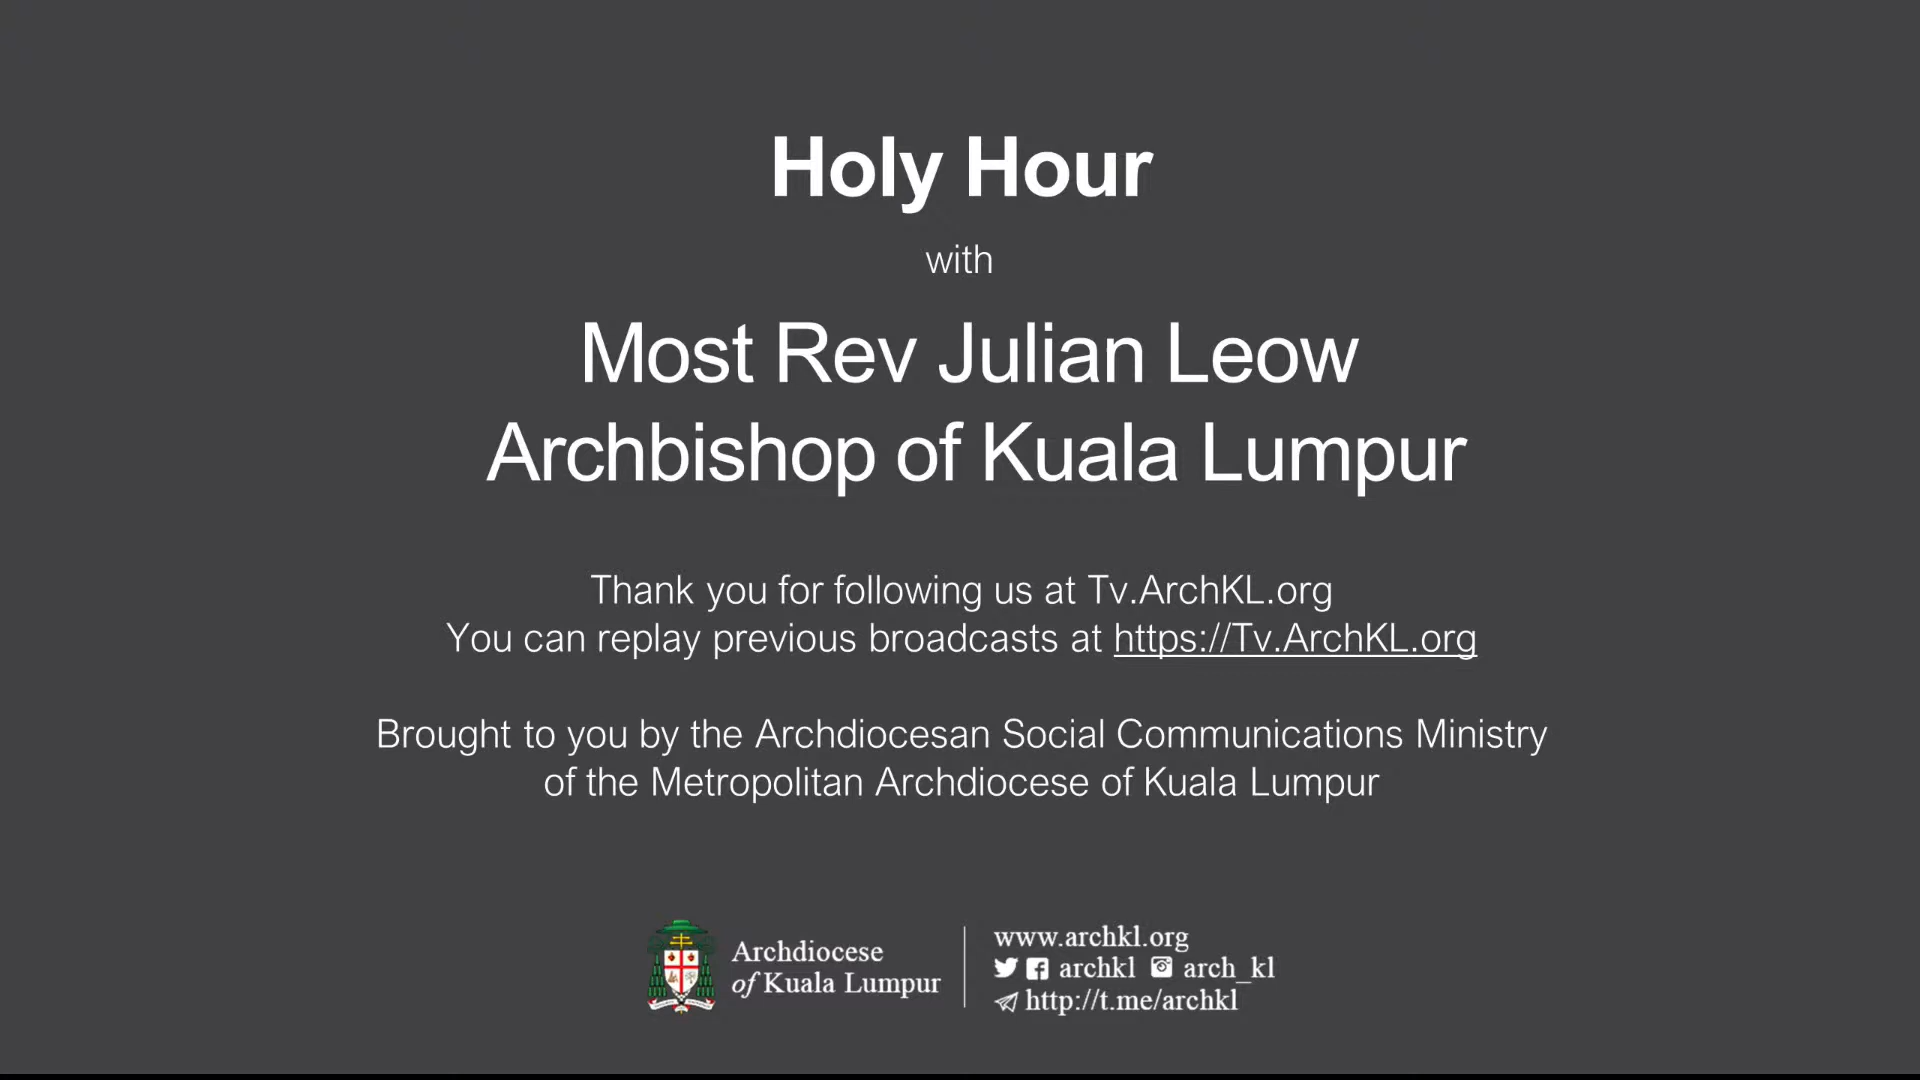 Holy Hour
with
Most Rev Julian Leow
Archbishop of Kuala Lumpur
Thank you for following us at Tv.ArchKL.org
You can replay previous broadcasts at https://Tv.ArchKL.org
Brought to you by the Archdiocesan Social Communications Ministry
of the Metropolitan Archdiocese of Kuala Lumpur
Archdiocese
of Kuala Lumpur
www.archkl.org
archkl arch_kl
http://t.me/archkl